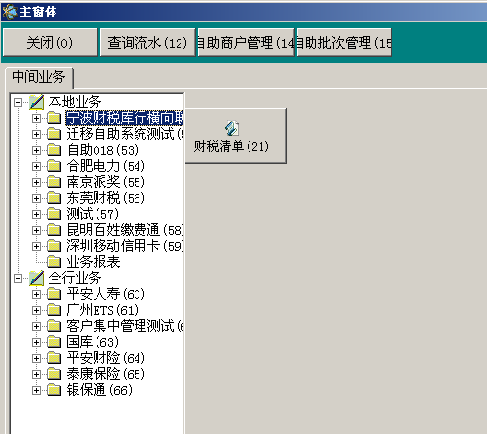 主窗体
关闭(0) 查询流水(12) 自助商户管理(14 自助批次管理(15
中间业务
本地业务
宁波财税库行横向联
迁移自助系统测试(5
自助018(53)
合肥电力(54)
南京派奖(55)
东莞财税(56)
测试(57)
昆明百姓缴费通(58)
深圳移动信用卡(59)
业务报表
全行业务
平安人寿(60)
广州ETS(61)
客户集中管理测试(6
国库(63)
平安财险(64)
泰康保险(65)
银保通(66)
财税清单(21)